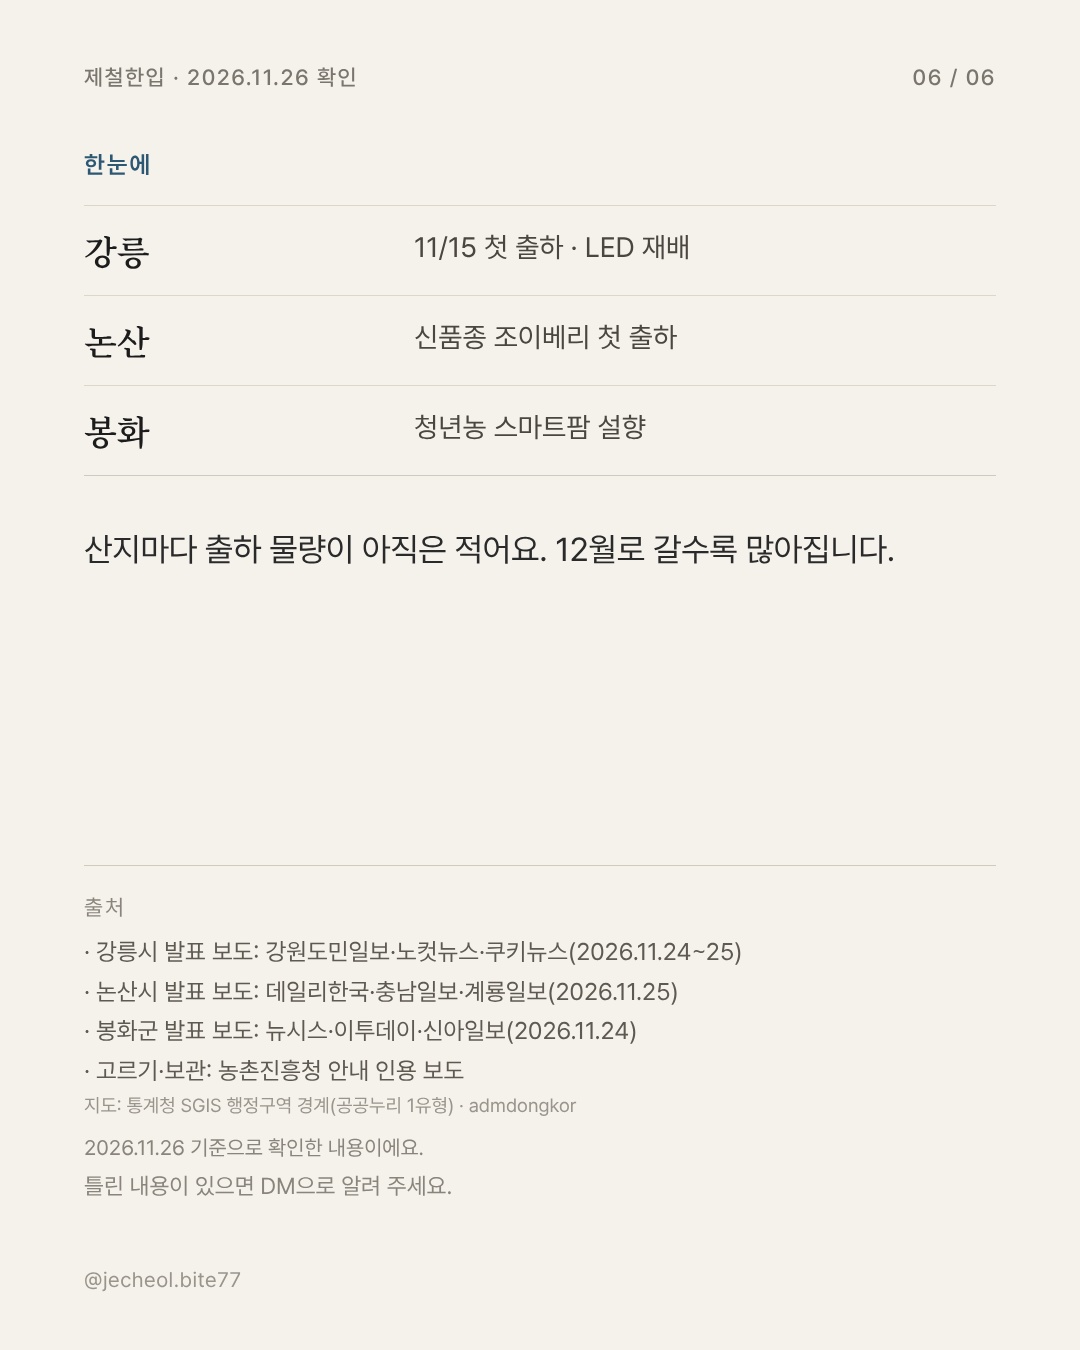 제철한입 · 2026.11.26 확인
06 / 06
한눈에
강릉
11/15 첫 출하 · LED 재배
논산
신품종 조이베리 첫 출하
봉화
청년농 스마트팜 설향
산지마다 출하 물량이 아직은 적어요. 12월로 갈수록 많아집니다.
출처
· 강릉시 발표 보도: 강원도민일보·노컷뉴스·쿠키뉴스(2026.11.24~25)
· 논산시 발표 보도: 데일리한국·충남일보·계룡일보(2026.11.25)
· 봉화군 발표 보도: 뉴시스·이투데이·신아일보(2026.11.24)
· 고르기·보관: 농촌진흥청 안내 인용 보도
지도: 통계청 SGIS 행정구역 경계(공공누리 1유형) · admdongkor
2026.11.26 기준으로 확인한 내용이에요.
틀린 내용이 있으면 DM으로 알려 주세요.
@jecheol.bite77